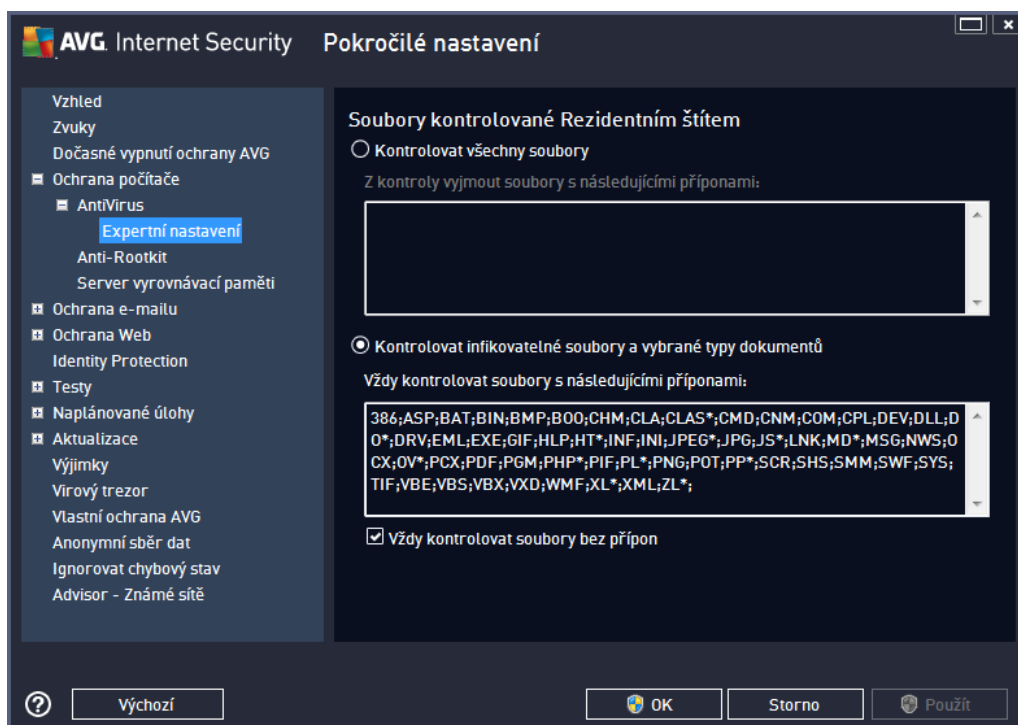 AVG. Internet Security Pokročilé nastavení
Vzhled
Zvuky
Dočasné vypnutí ochrany AVG
Ochrana počítače
AntiVirus
Expertní nastavení
Anti-Rootkit
Server vyrovnávací paměti
Ochrana e-mailu
Ochrana Web
Identity Protection
Testy
Naplánované úlohy
Aktualizace
Výjimky
Virový trezor
Vlastní ochrana AVG
Anonymní sběr dat
Ignorovat chybový stav
Advisor - Známé sítě
Soubory kontrolované Rezidentním štítem
Kontrolovat všechny soubory
Z kontroly vyjmout soubory s následujícími příponami:
Kontrolovat infikovatelné soubory a vybrané typy dokumentů
Vždy kontrolovat soubory s následujícími příponami:
386;ASP;BAT;BIN;BMP;BOO;CHM;CLA;CLAS*;CMD;CNM;COM;CPL;DEV;DLL;D
O*;DRV;EML;EXE;GIF;HLP;HT*;INF;INI;JPEG*;JPG;JS*;LNK;MD*;MSG;NWS;O
CX;OV*;PCX;PDF;PGM;PHP*;PIF;PL*;PNG;POT;PP*;SCR;SHS;SMM;SWF;SYS;
TIF;VBE;VBS;VBX;VXD;WMF;XL*;XML;ZL*;
Vždy kontrolovat soubory bez přípon
Výchozí
OK
Storno
Použít